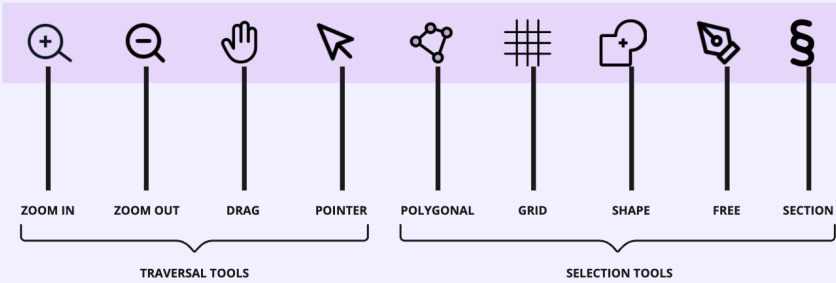 ZOOM IN
ZOOM OUT
DRAG
POINTER
POLYGONAL
GRID
SHAPE
FREE
SECTION
TRAVERSAL TOOLS
SELECTION TOOLS